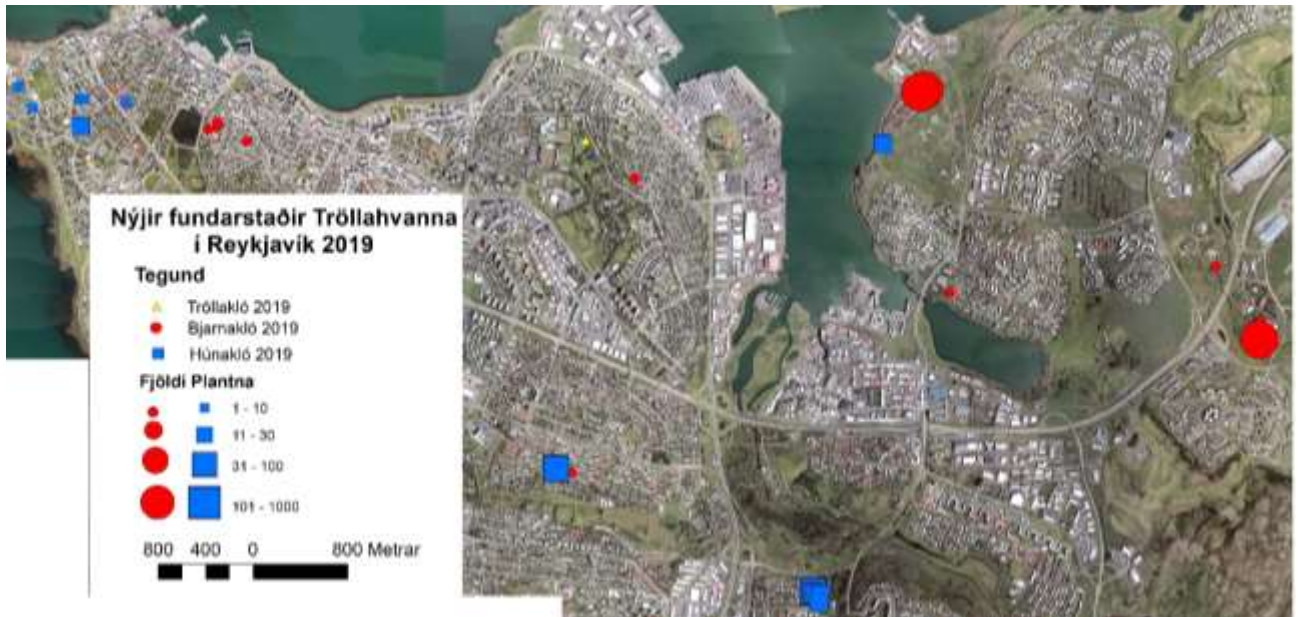 Nýjir fundarstaðir Tröllahvanna
í Reykjavík 2019
Tegund
Tröllakló 2019
Bjarnakló 2019
Húnakló 2019
Fjöldi Plantna
1 - 10
11 - 30
31 - 100
101 - 1000
800 400 0 800 Metrar